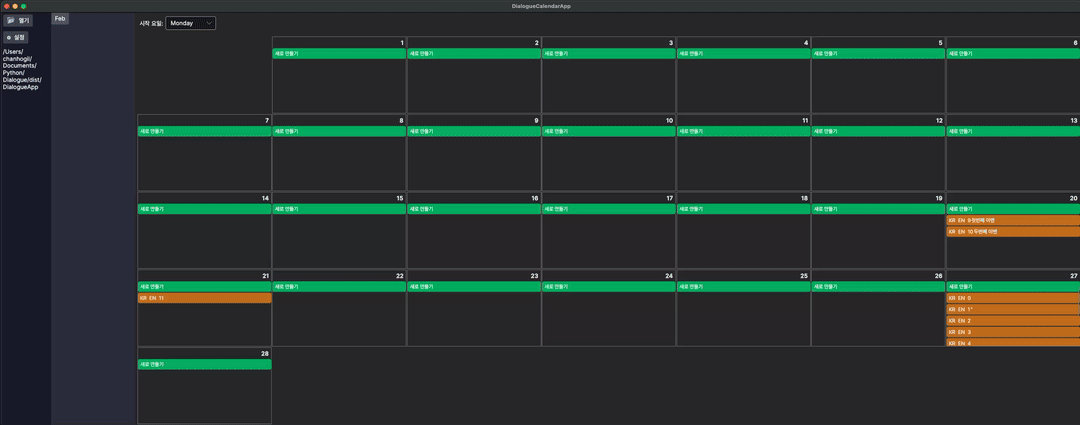 DialogueCalendarApp
열기
설정
/Users/
chanhogil/
Documents/
Python/
Dialogue/dist/
DialogueApp
Feb
시작 요일: Monday
1 2 3 4 5 6
새로 만들기 새로 만들기 새로 만들기 새로 만들기 새로 만들기 새로 만들기
7 8 9 10 11 12 13
새로 만들기 새로 만들기 새로 만들기 새로 만들기 새로 만들기 새로 만들기 새로 만들기
14 15 16 17 18 19 20
새로 만들기 새로 만들기 새로 만들기 새로 만들기 새로 만들기 새로 만들기 새로 만들기
KR EN 9 첫번째 이벤
KR EN 10 두번째 이벤
21 22 23 24 25 26 27
새로 만들기 새로 만들기 새로 만들기 새로 만들기 새로 만들기 새로 만들기 새로 만들기
KR EN 11 KR EN 0
KR EN 1*
KR EN 2
KR EN 3
KR EN 4
28
새로 만들기